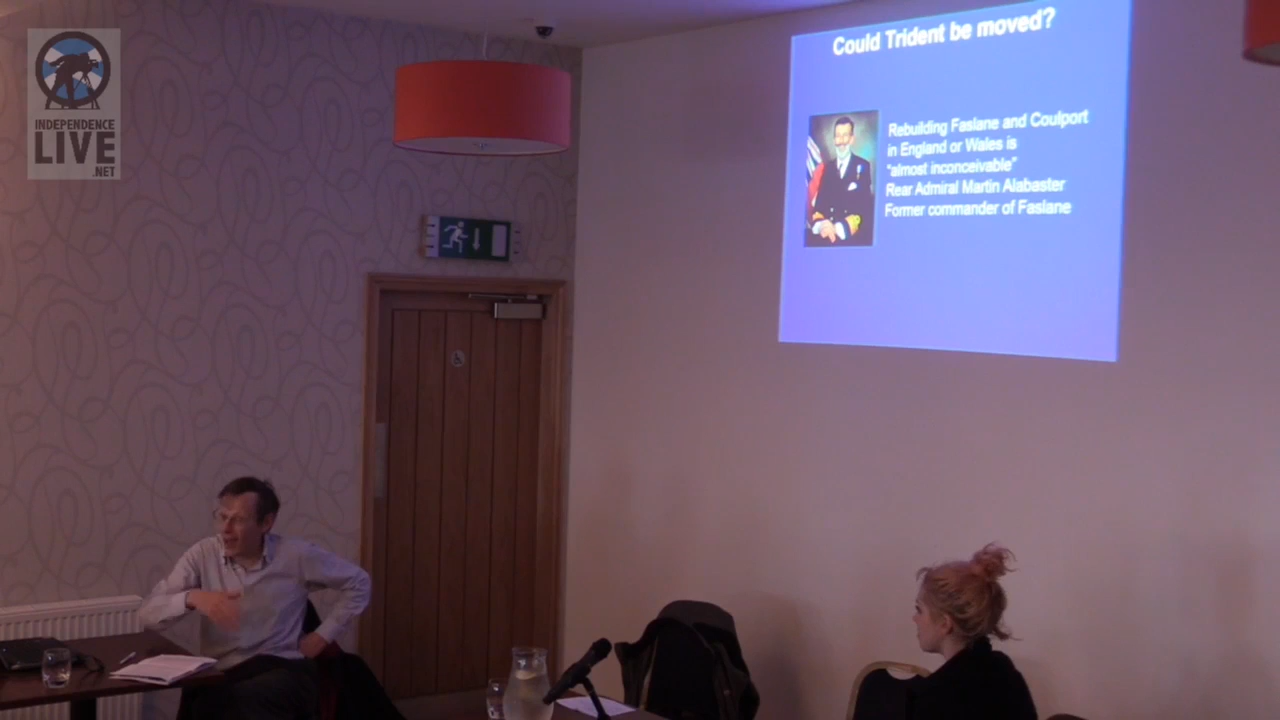 INDEPENDENCE
LIVE
.NET
Could Trident be moved?
Rebuilding Faslane and Coulport
in England or Wales is
"almost inconceivable"
Rear Admiral Martin Alabaster
Former commander of Faslane